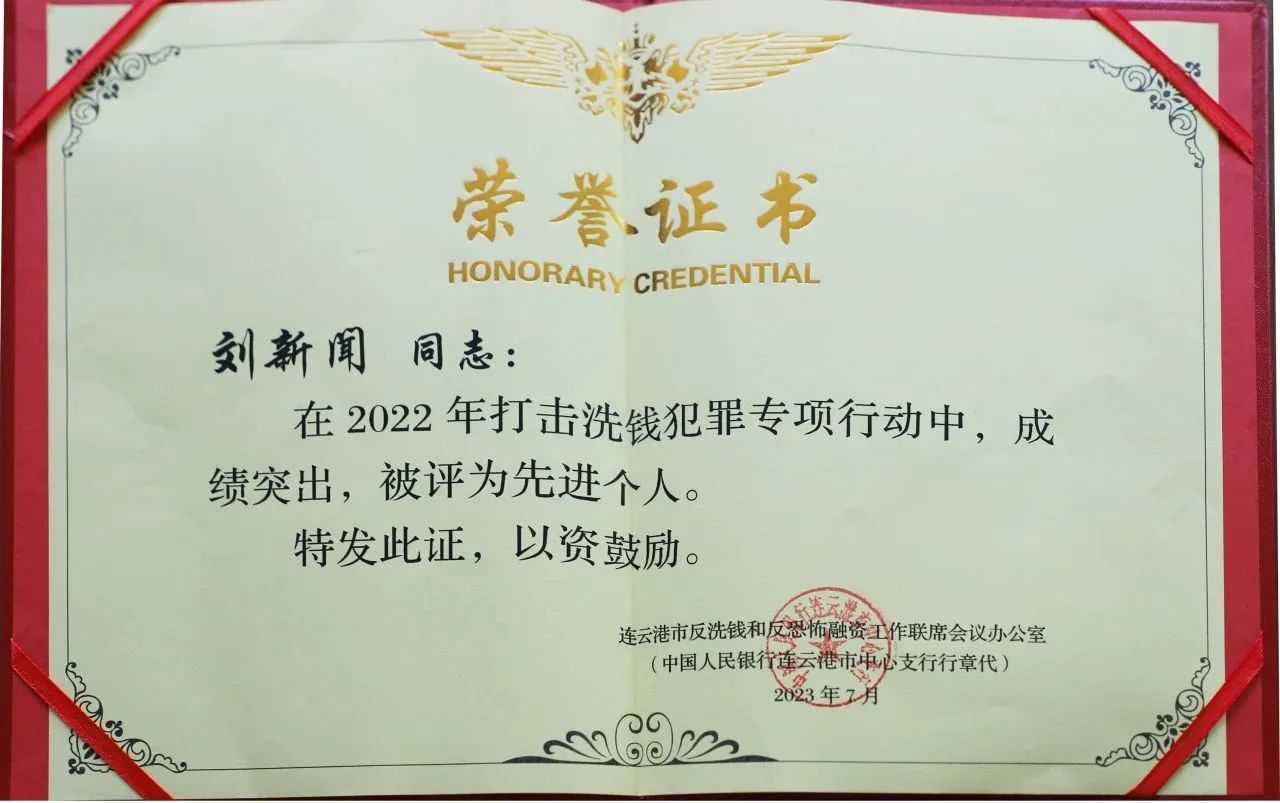 荣誉证书
HONORARY CREDENTIAL
刘新闻 同志：
在2022年打击洗钱犯罪专项行动中，成
绩突出，被评为先进个人。
特发此证，以资鼓励。
连云港市反洗钱和反恐怖融资工作联席会议办公室
（中国人民银行连云港市中心支行行章代）
2023年7月